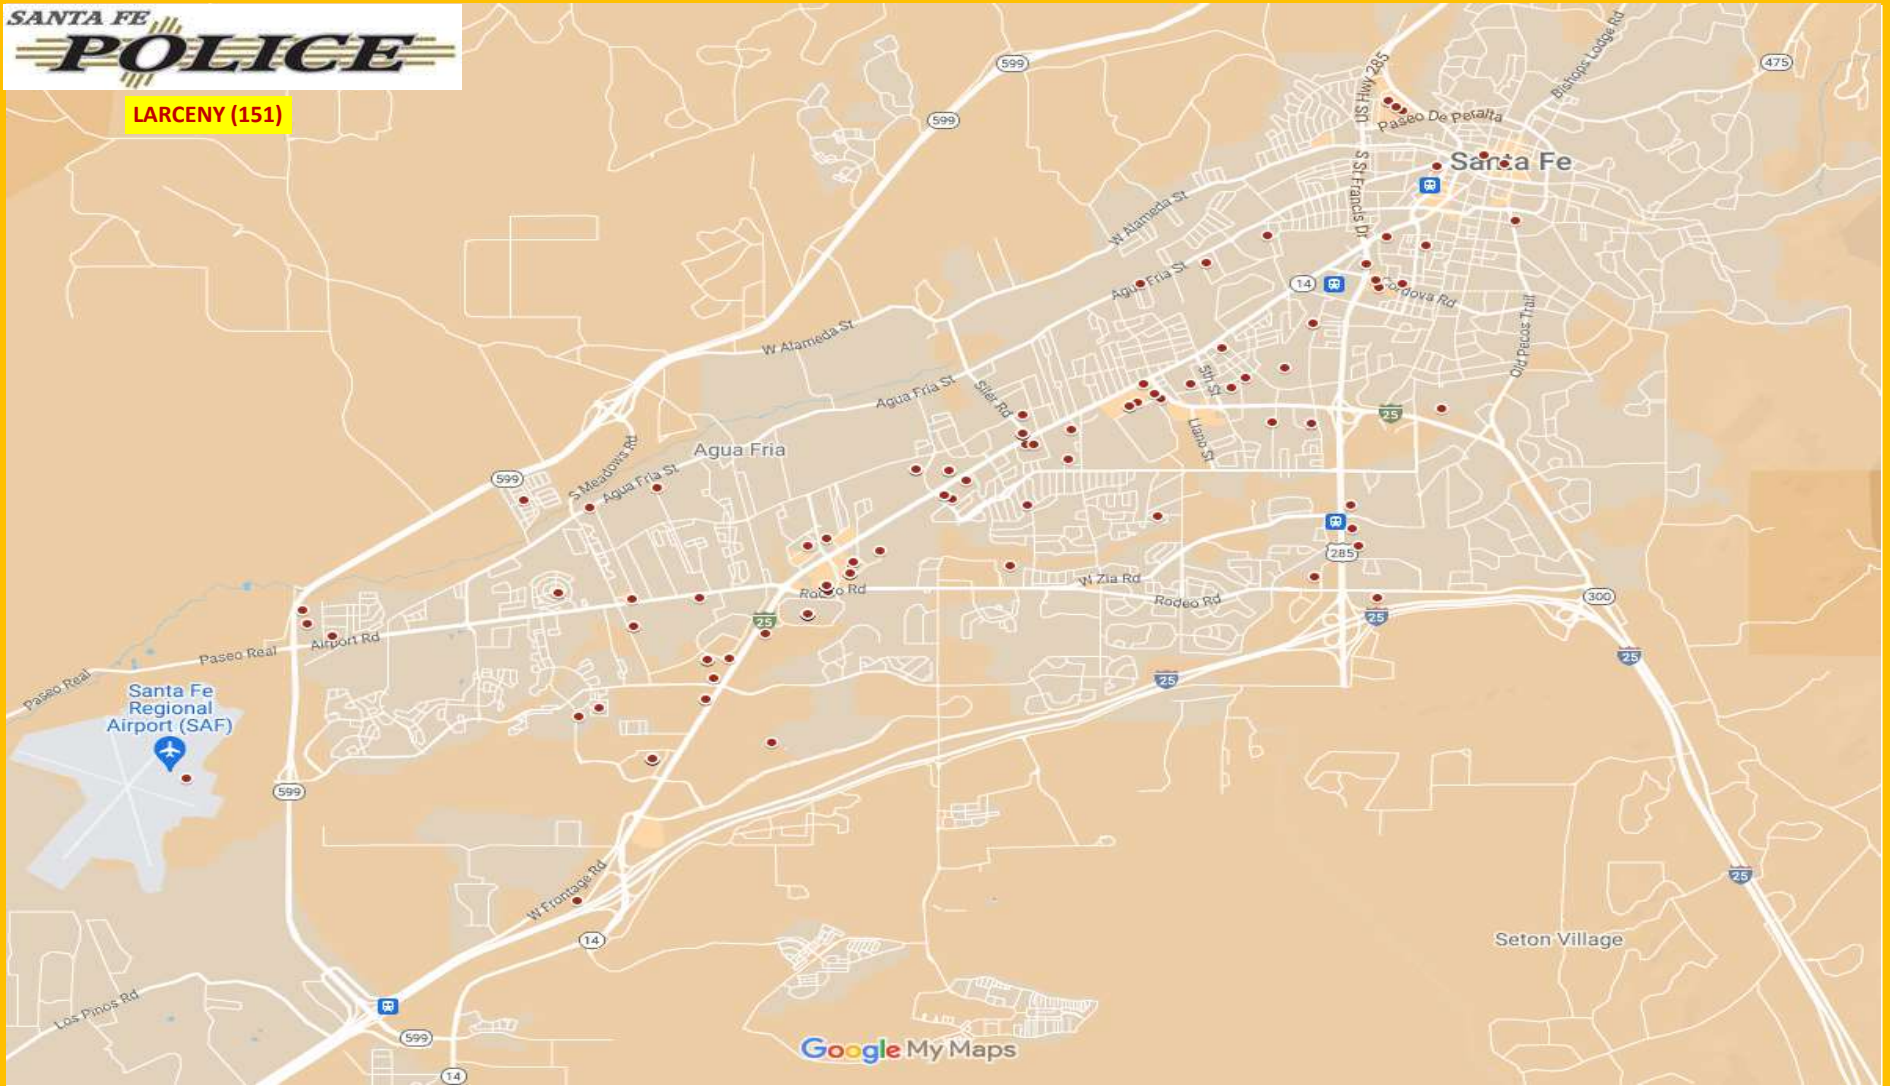 SANTA FE
POLICE
LARCENY (151)
599
599
US Hwy 285
Bishops Lodge Rd
475
Paseo De Peralta
Santa Fe
S St Francis Dr
W Alameda St
Agua Fria St
14
Cordova Rd
Old Pecos Trail
W Alameda St
5th St
Agua Fria St
Siler Rd
25
Llano St
Agua Fria
S Meadows Rd
599
Agua Fria St
285
W Zia Rd
Rodeo Rd
Rodeo Rd
300
25
25
Airport Rd
Paseo Real
25
25
Paseo Real
Santa Fe
Regional
Airport (SAF)
599
25
W Frontage Rd
14
Seton Village
Los Pinos Rd
599
Google My Maps
14